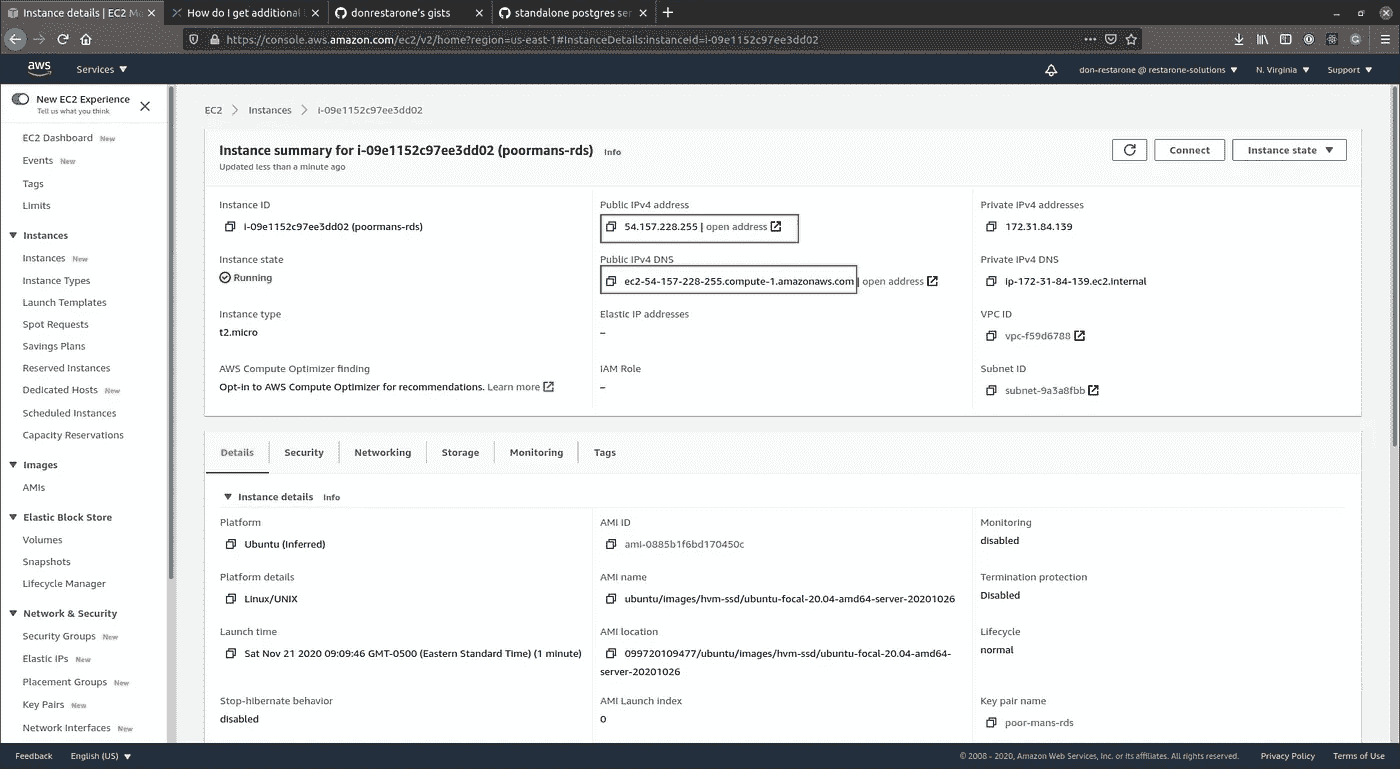 Instance details | EC2 M
How do I get additional
donrestarone's gists
standalone postgres ser
https://console.aws.amazon.com/ec2/v2/home?region=us-east-1#InstanceDetails:instanceId=i-09e1152c97ee3dd02
aws Services
don-restarone @ restarone-solutions N. Virginia Support
New EC2 Experience
Tell us what you think
EC2 Dashboard New
Events New
Tags
Limits
Instances
Instances New
Instance Types
Launch Templates
Spot Requests
Savings Plans
Reserved Instances
Dedicated Hosts New
Scheduled Instances
Capacity Reservations
Images
AMIs
Elastic Block Store
Volumes
Snapshots
Lifecycle Manager
Network & Security
Security Groups New
Elastic IPs New
Placement Groups New
Key Pairs New
Network Interfaces New
EC2 > Instances > i-09e1152c97ee3dd02
Instance summary for i-09e1152c97ee3dd02 (poormans-rds) Info
Updated less than a minute ago
Connect
Instance state
Instance ID
i-09e1152c97ee3dd02 (poormans-rds)
Public IPv4 address
54.157.228.255 | open address
Private IPv4 addresses
172.31.84.139
Instance state
Running
Public IPv4 DNS
ec2-54-157-228-255.compute-1.amazonaws.com | open address
Private IPv4 DNS
ip-172-31-84-139.ec2.internal
Instance type
t2.micro
Elastic IP addresses
–
VPC ID
vpc-f59d6788
AWS Compute Optimizer finding
Opt-in to AWS Compute Optimizer for recommendations. Learn more
IAM Role
–
Subnet ID
subnet-9a3a8fbb
Details
Security
Networking
Storage
Monitoring
Tags
Instance details Info
Platform
Ubuntu (Inferred)
AMI ID
ami-0885b1f6bd170450c
Monitoring
disabled
Platform details
Linux/UNIX
AMI name
ubuntu/images/hvm-ssd/ubuntu-focal-20.04-amd64-server-20201026
Termination protection
Disabled
Launch time
Sat Nov 21 2020 09:09:46 GMT-0500 (Eastern Standard Time) (1 minute)
AMI location
099720109477/ubuntu/images/hvm-ssd/ubuntu-focal-20.04-amd64-
server-20201026
Lifecycle
normal
Stop-hibernate behavior
disabled
AMI Launch index
0
Key pair name
poor-mans-rds
Feedback English (US)
© 2008 - 2020, Amazon Web Services, Inc. or its affiliates. All rights reserved. Privacy Policy Terms of Use